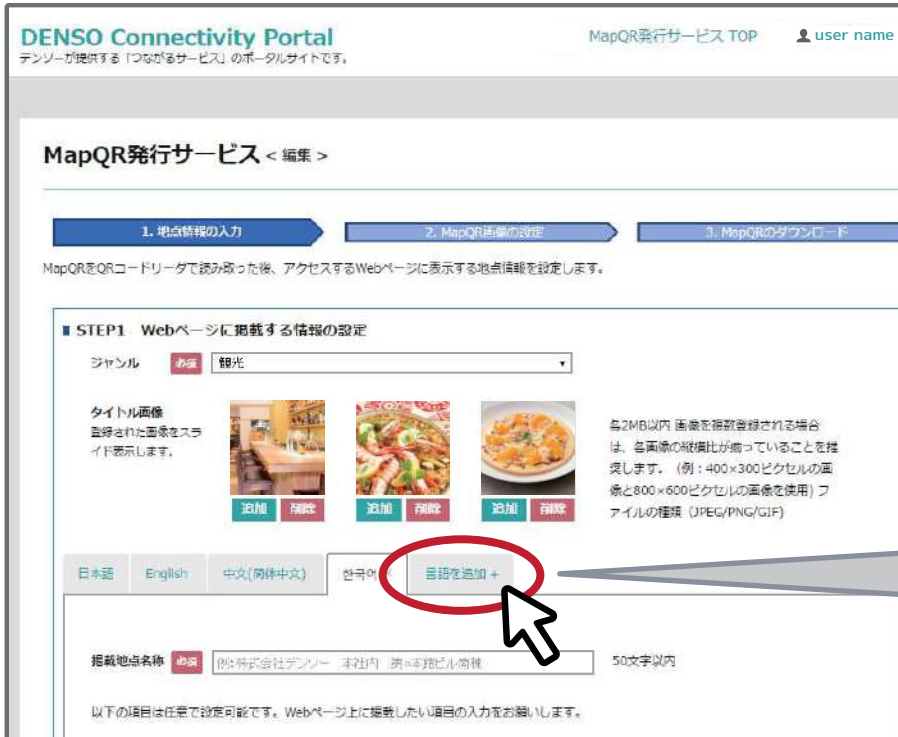 DENSO Connectivity Portal
デンソーが提供する「つながるサービス」のポータルサイトです。
MapQR発行サービス TOP
user name
MapQR発行サービス < 編集 >
1. 地点情報の入力
2. MapQR画像の設定
3. MapQRのダウンロード
MapQRをQRコードリーダで読み取った後、アクセスするWebページに表示する地点情報を設定します。
■ STEP1 Webページに掲載する情報の設定
ジャンル 必須 観光
タイトル画像
登録された画像をスラ
イド表示します。
追加 削除 追加 削除 追加 削除
各2MB以内 画像を複数登録される場合
は、各画像の縦横比が揃っていることを推
奨します。（例：400×300ピクセルの画
像と800×600ピクセルの画像を使用) フ
ァイルの種類（JPEG/PNG/GIF)
日本語 English 中文(简体中文) 한국어 言語を追加 +
掲載地点名称 必須 例:株式会社デンソー 本社内 本館ビル南棟 50文字以内
以下の項目は任意で設定可能です。Webページ上に掲載したい項目の入力をお願いします。